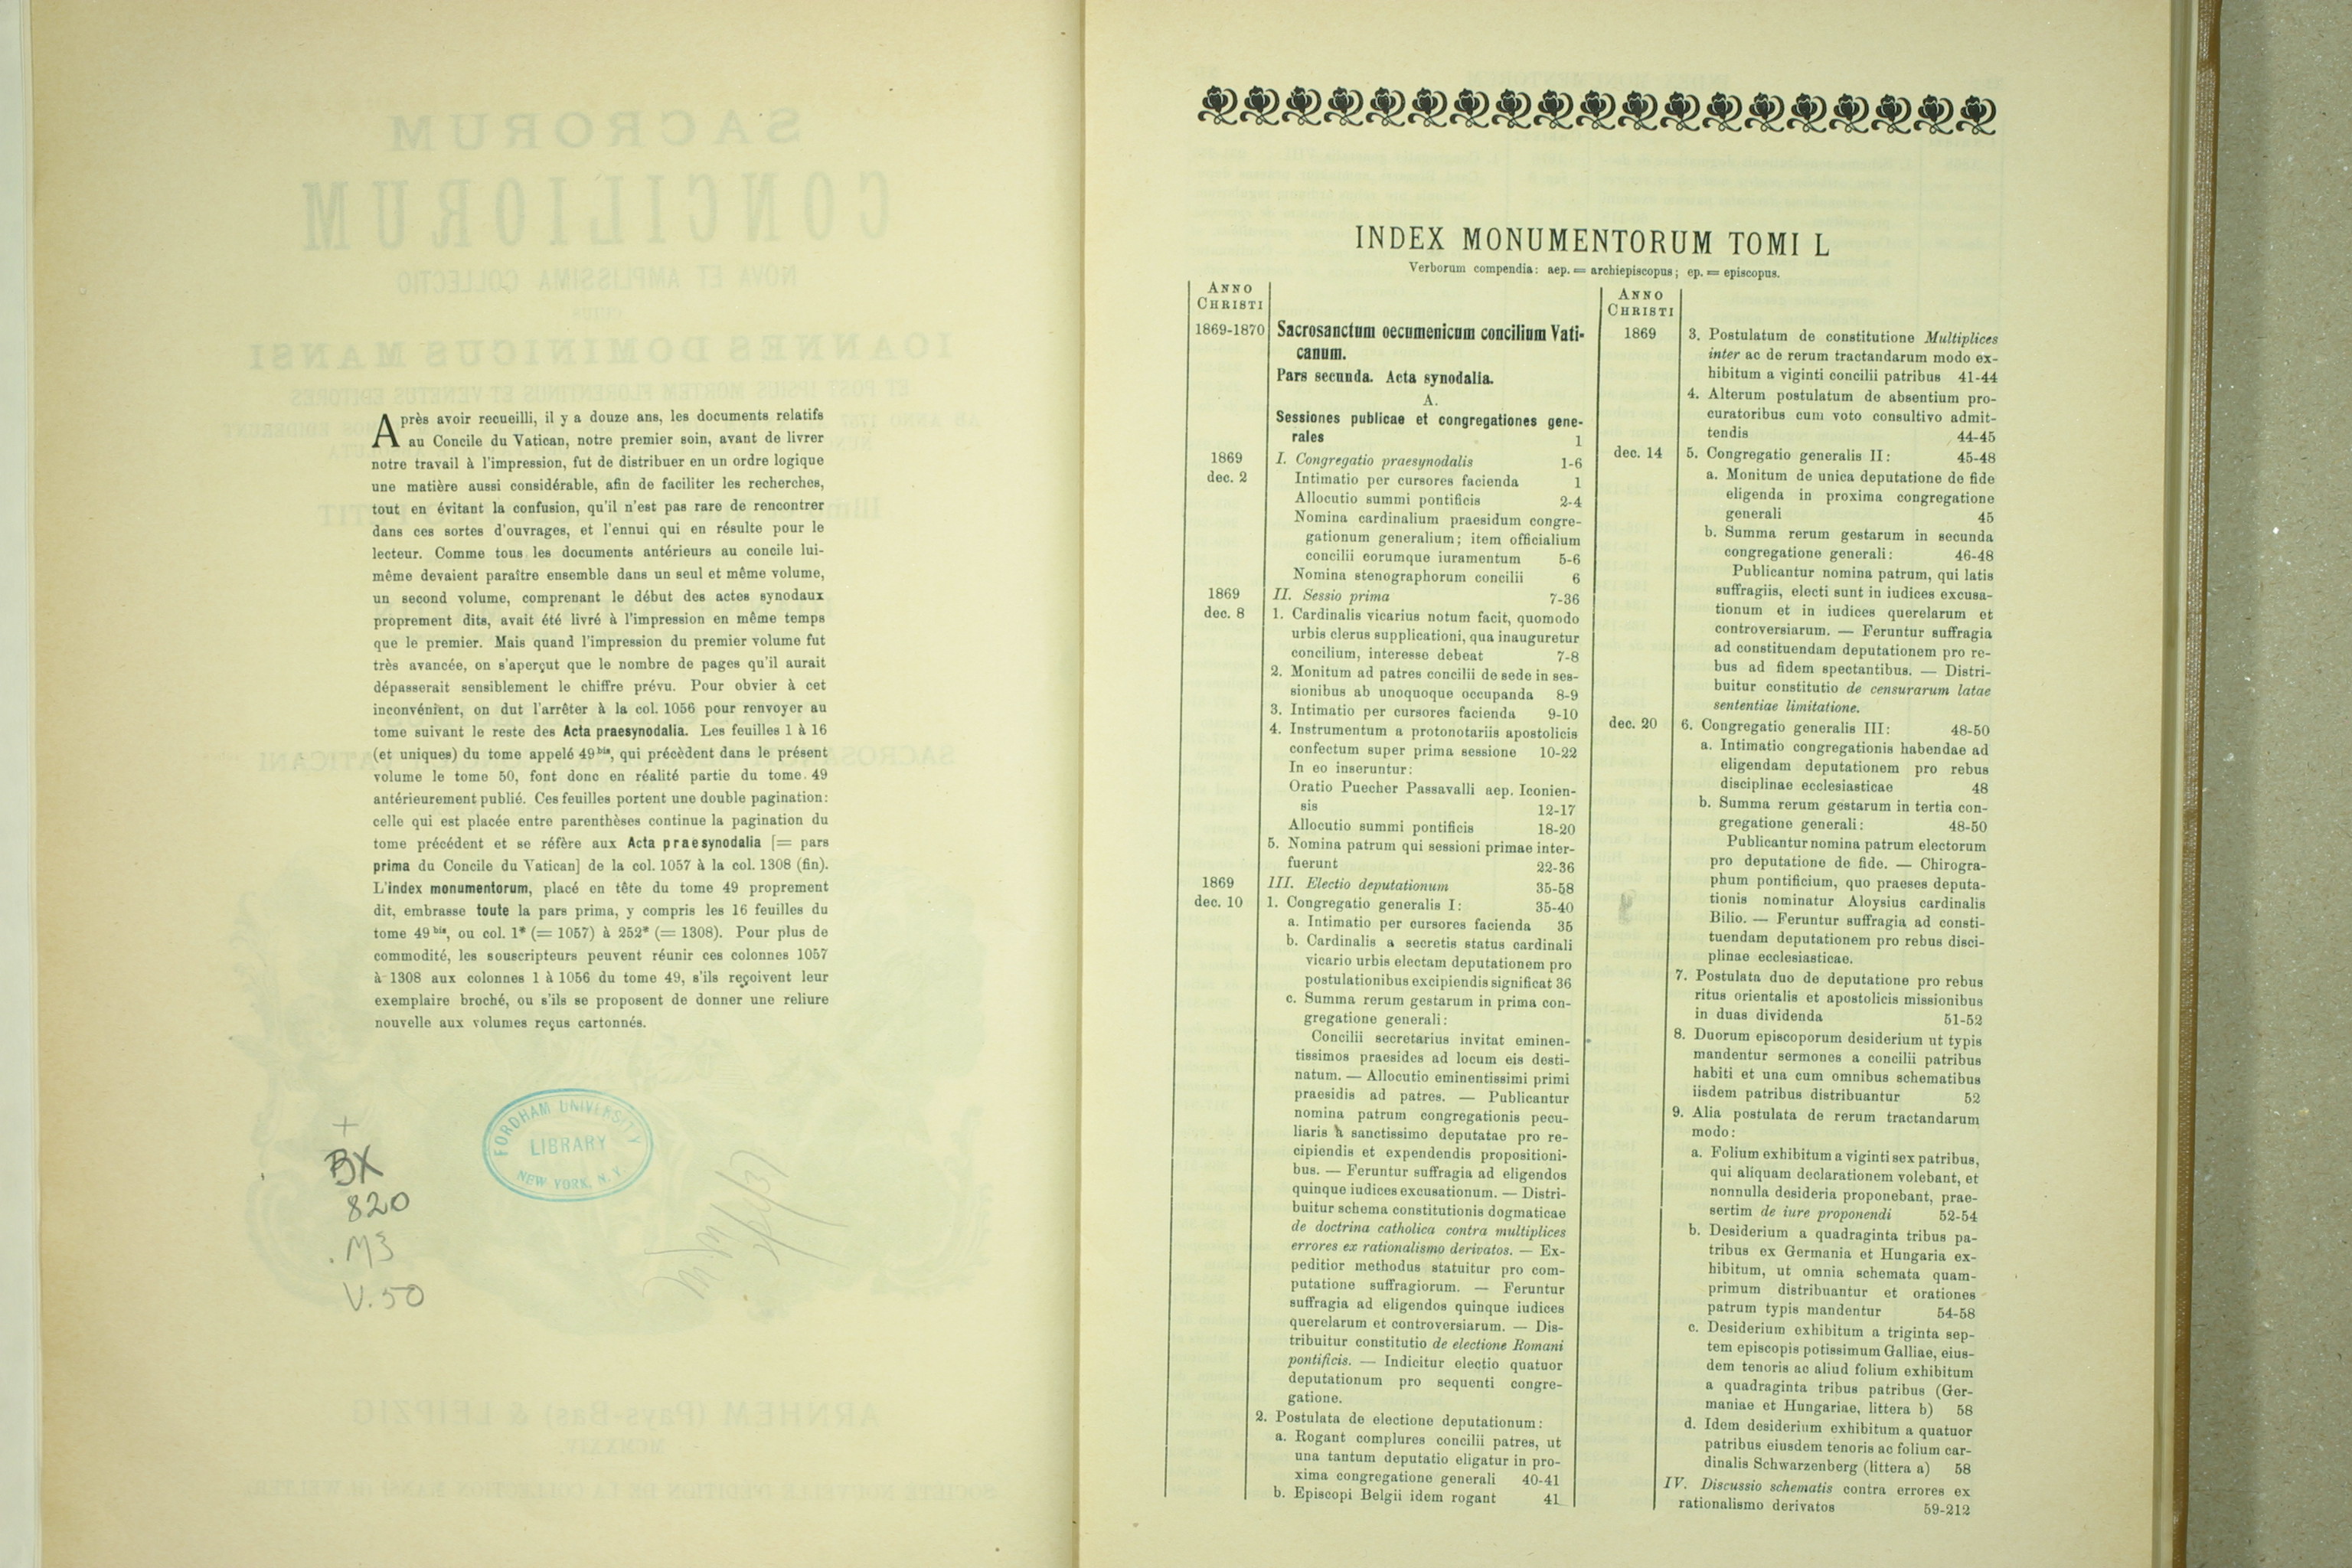 Après avoir recueilli, il y a douze ans, les documents relatifs
au Concile du Vatican, notre premier soin, avant de livrer
notre travail à l'impression, fut de distribuer en un ordre logique
une matière aussi considérable, afin de faciliter les recherches,
tout en évitant la confusion, qu'il n'est pas rare de rencontrer
dans ces sortes d'ouvrages, et l'ennui qui en résulte pour le
lecteur. Comme tous les documents antérieurs au concile lui-
même devaient paraître ensemble dans un seul et même volume,
un second volume, comprenant le début des actes synodaux
proprement dits, avait été livré à l'impression en même temps
que le premier. Mais quand l'impression du premier volume fut
très avancée, on s'aperçut que le nombre de pages qu'il aurait
dépasserait sensiblement le chiffre prévu. Pour obvier à cet
inconvénient, on dut l'arrêter à la col. 1056 pour renvoyer au
tome suivant le reste des Acta praesynodalia. Les feuilles 1 à 16
(et uniques) du tome appelé 49bis, qui précèdent dans le présent
volume le tome 50, font donc en réalité partie du tome 49
antérieurement publié. Ces feuilles portent une double pagination:
celle qui est placée entre parenthèses continue la pagination du
tome précédent et se réfère aux Acta praesynodalia [= pars
prima du Concile du Vatican] de la col. 1057 à la col. 1308 (fin).
L'index monumentorum, placé en tête du tome 49 proprement
dit, embrasse toute la pars prima, y compris les 16 feuilles du
tome 49bis, ou col. 1* (= 1057) à 252* (= 1308). Pour plus de
commodité, les souscripteurs peuvent réunir ces colonnes 1057
à 1308 aux colonnes 1 à 1056 du tome 49, s'ils reçoivent leur
exemplaire broché, ou s'ils se proposent de donner une reliure
nouvelle aux volumes reçus cartonnés.
FORDHAM UNIVERSITY
LIBRARY
NEW YORK, N.Y.
BX
820
.M3
V.50
INDEX MONUMENTORUM TOMI L
Verborum compendia: aep. = archiepiscopus; ep. = episcopus.
ANNO
CHRISTI
1869-1870 Sacrosanctum oecumenicum concilium Vati-
canum.
Pars secunda. Acta synodalia.
A.
Sessiones publicae et congregationes gene-
rales 1
1869 I. Congregatio praesynodalis 1-6
dec. 2 Intimatio per cursores facienda 1
Allocutio summi pontificis 2-4
Nomina cardinalium praesidum congre-
gationum generalium; item officialium
concilii eorumque iuramentum 5-6
Nomina stenographorum concilii 6
1869 II. Sessio prima 7-36
dec. 8 1. Cardinalis vicarius notum facit, quomodo
urbis clerus supplicationi, qua inauguretur
concilium, interesse debeat 7-8
2. Monitum ad patres concilii de sede in ses-
sionibus ab unoquoque occupanda 8-9
3. Intimatio per cursores facienda 9-10
4. Instrumentum a protonotariis apostolicis
confectum super prima sessione 10-22
In eo inseruntur:
Oratio Puecher Passavalli aep. Iconien-
sis 12-17
Allocutio summi pontificis 18-20
5. Nomina patrum qui sessioni primae inter-
fuerunt 22-36
1869 III. Electio deputationum 35-58
dec. 10 1. Congregatio generalis I: 35-40
a. Intimatio per cursores facienda 35
b. Cardinalis a secretis status cardinali
vicario urbis electam deputationem pro
postulationibus excipiendis significat 36
c. Summa rerum gestarum in prima con-
gregatione generali:
Concilii secretarius invitat eminen-
tissimos praesides ad locum eis desti-
natum. — Allocutio eminentissimi primi
praesidis ad patres. — Publicantur
nomina patrum congregationis pecu-
liaris a sanctissimo deputatae pro re-
cipiendis et expendendis propositioni-
bus. — Feruntur suffragia ad eligendos
quinque iudices excusationum. — Distri-
buitur schema constitutionis dogmaticae
de doctrina catholica contra multiplices
errores ex rationalismo derivatos. — Ex-
peditior methodus statuitur pro com-
putatione suffragiorum. — Feruntur
suffragia ad eligendos quinque iudices
querelarum et controversiarum. — Dis-
tribuitur constitutio de electione Romani
pontificis. — Indicitur electio quatuor
deputationum pro sequenti congre-
gatione.
2. Postulata de electione deputationum:
a. Rogant complures concilii patres, ut
una tantum deputatio eligatur in pro-
xima congregatione generali 40-41
b. Episcopi Belgii idem rogant 41
ANNO
CHRISTI
1869 3. Postulatum de constitutione Multiplices
inter ac de rerum tractandarum modo ex-
hibitum a viginti concilii patribus 41-44
4. Alterum postulatum de absentium pro-
curatoribus cum voto consultivo admit-
tendis 44-45
dec. 14 5. Congregatio generalis II: 45-48
a. Monitum de unica deputatione de fide
eligenda in proxima congregatione
generali 45
b. Summa rerum gestarum in secunda
congregatione generali: 46-48
Publicantur nomina patrum, qui latis
suffragiis, electi sunt in iudices excusa-
tionum et in iudices querelarum et
controversiarum. — Feruntur suffragia
ad constituendam deputationem pro re-
bus ad fidem spectantibus. — Distri-
buitur constitutio de censurarum latae
sententiae limitatione.
dec. 20 6. Congregatio generalis III: 48-50
a. Intimatio congregationis habendae ad
eligendam deputationem pro rebus
disciplinae ecclesiasticae 48
b. Summa rerum gestarum in tertia con-
gregatione generali: 48-50
Publicantur nomina patrum electorum
pro deputatione de fide. — Chirogra-
phum pontificium, quo praeses deputa-
tionis nominatur Aloysius cardinalis
Bilio. — Feruntur suffragia ad consti-
tuendam deputationem pro rebus disci-
plinae ecclesiasticae.
7. Postulata duo de deputatione pro rebus
ritus orientalis et apostolicis missionibus
in duas dividenda 51-52
8. Duorum episcoporum desiderium ut typis
mandentur sermones a concilii patribus
habiti et una cum omnibus schematibus
iisdem patribus distribuantur 52
9. Alia postulata de rerum tractandarum
modo:
a. Folium exhibitum a viginti sex patribus,
qui aliquam declarationem volebant, et
nonnulla desideria proponebant, prae-
sertim de iure proponendi 52-54
b. Desiderium a quadraginta tribus pa-
tribus ex Germania et Hungaria ex-
hibitum, ut omnia schemata quam-
primum distribuantur et orationes
patrum typis mandentur 54-58
c. Desiderium exhibitum a triginta sep-
tem episcopis potissimum Galliae, eius-
dem tenoris ac aliud folium exhibitum
a quadraginta tribus patribus (Ger-
maniae et Hungariae, littera b) 58
d. Idem desiderium exhibitum a quatuor
patribus eiusdem tenoris ac folium car-
dinalis Schwarzenberg (littera a) 58
IV. Discussio schematis contra errores ex
rationalismo derivatos 59-212